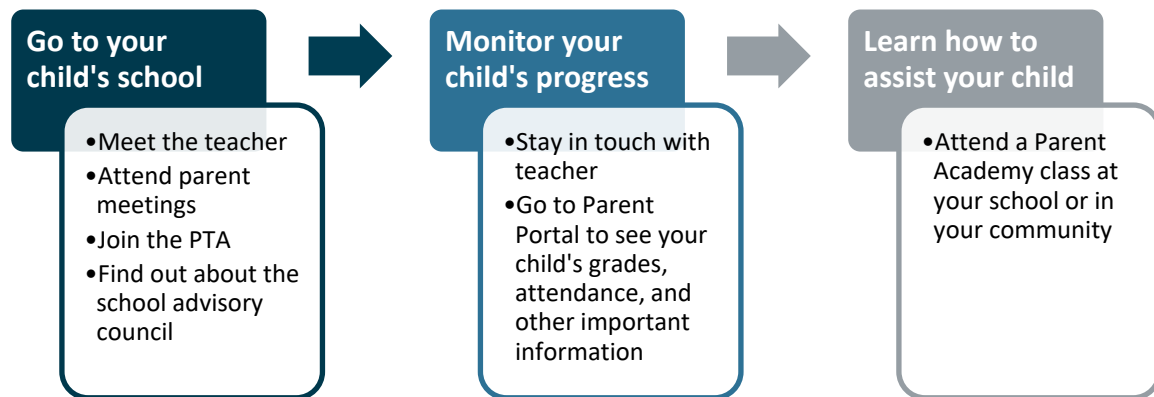 Go to your
child's school
•Meet the teacher
•Attend parent
meetings
•Join the PTA
•Find out about the
school advisory
council
Monitor your
child's progress
•Stay in touch with
teacher
•Go to Parent
Portal to see your
child's grades,
attendance, and
other important
information
Learn how to
assist your child
•Attend a Parent
Academy class at
your school or in
your community